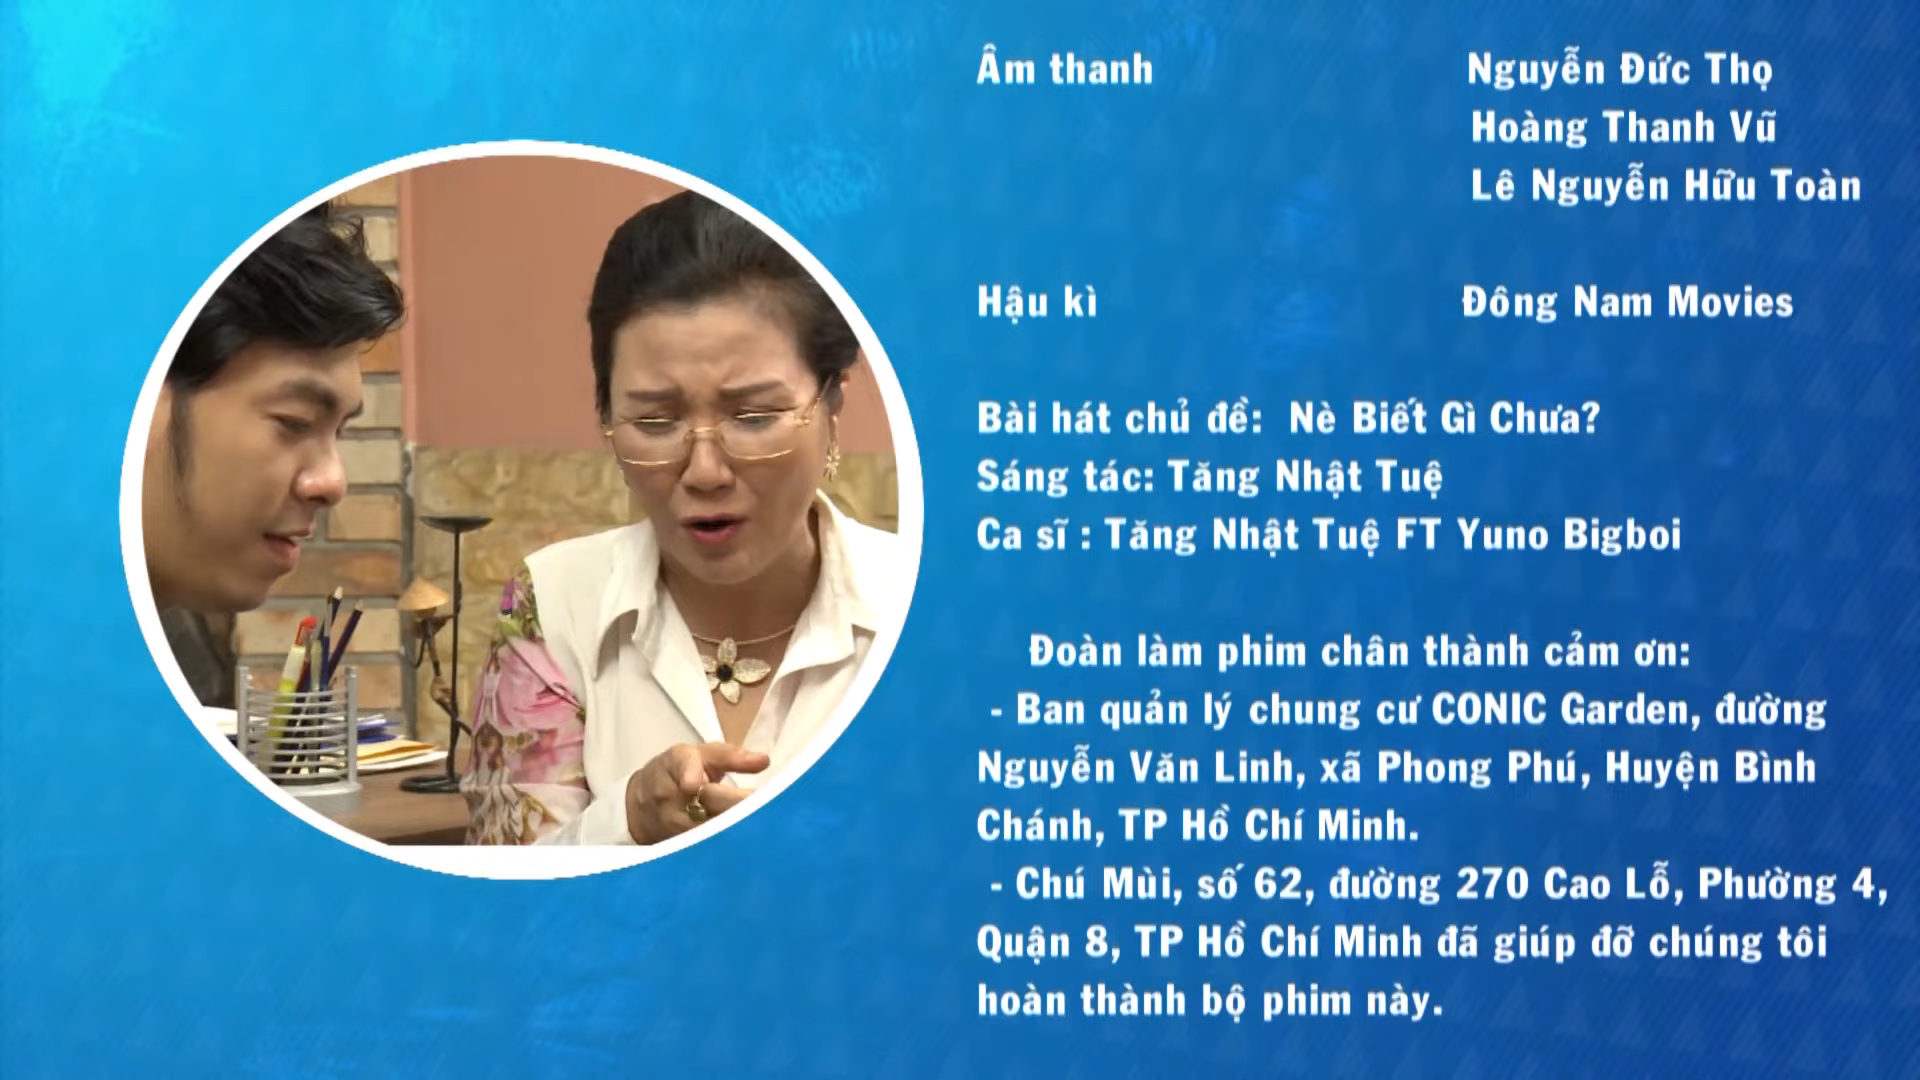 Âm thanh Nguyễn Đức Thọ
Hoàng Thanh Vũ
Lê Nguyễn Hữu Toàn
Hậu kì Đông Nam Movies
Bài hát chủ đề: Nè Biết Gì Chưa?
Sáng tác: Tăng Nhật Tuệ
Ca sĩ : Tăng Nhật Tuệ FT Yuno Bigboi
Đoàn làm phim chân thành cảm ơn:
- Ban quản lý chung cư CONIC Garden, đường
Nguyễn Văn Linh, xã Phong Phú, Huyện Bình
Chánh, TP Hồ Chí Minh.
- Chú Mùi, số 62, đường 270 Cao Lỗ, Phường 4,
Quận 8, TP Hồ Chí Minh đã giúp đỡ chúng tôi
hoàn thành bộ phim này.